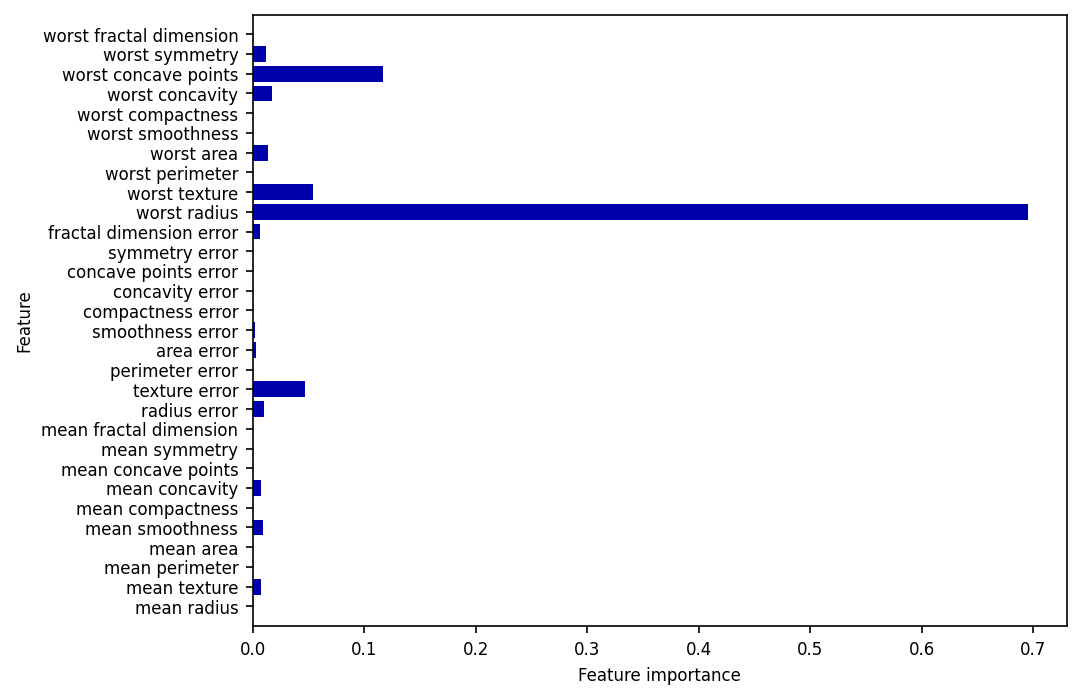 worst fractal dimension
worst symmetry
worst concave points
worst concavity
worst compactness
worst smoothness
worst area
worst perimeter
worst texture
worst radius
fractal dimension error
symmetry error
concave points error
concavity error
compactness error
smoothness error
area error
perimeter error
texture error
radius error
mean fractal dimension
mean symmetry
mean concave points
mean concavity
mean compactness
mean smoothness
mean area
mean perimeter
mean texture
mean radius
Feature
0.0 0.1 0.2 0.3 0.4 0.5 0.6 0.7
Feature importance